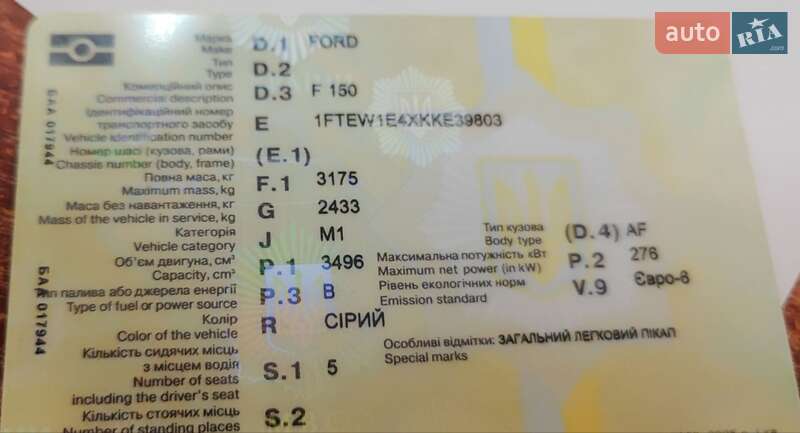 auto RIA .com
Марка
Make D.1 FORD
Тип
Type D.2
Комерційний опис
Commercial description D.3 F 150
Ідентифікаційний номер
транспортного засобу
Vehicle identification number E 1FTEW1E4XKKE39803
Номер шасі (кузова, рами)
Chassis number (body, frame) (E.1)
Повна маса, кг
Maximum mass, kg F.1 3175
Маса без навантаження, кг
Mass of the vehicle in service, kg G 2433
Категорія
Vehicle category J M1
Тип кузова
Body type (D.4) AF
Об'єм двигуна, см³
Capacity, cm³ P.1 3496
Максимальна потужність кВт
Maximum net power (in kW) P.2 276
Тип палива або джерела енергії
Type of fuel or power source P.3 B
Рівень екологічних норм
Emission standard V.9 Євро-6
Колір
Color of the vehicle R СІРИЙ
Особливі відмітки: ЗАГАЛЬНИЙ ЛЕГКОВИЙ ПІКАП
Special marks
Кількість сидячих місць
з місцем водія
Number of seats
including the driver's seat S.1 5
Кількість стоячих місць
Number of standing places S.2
БАА 017944
БАА 017944